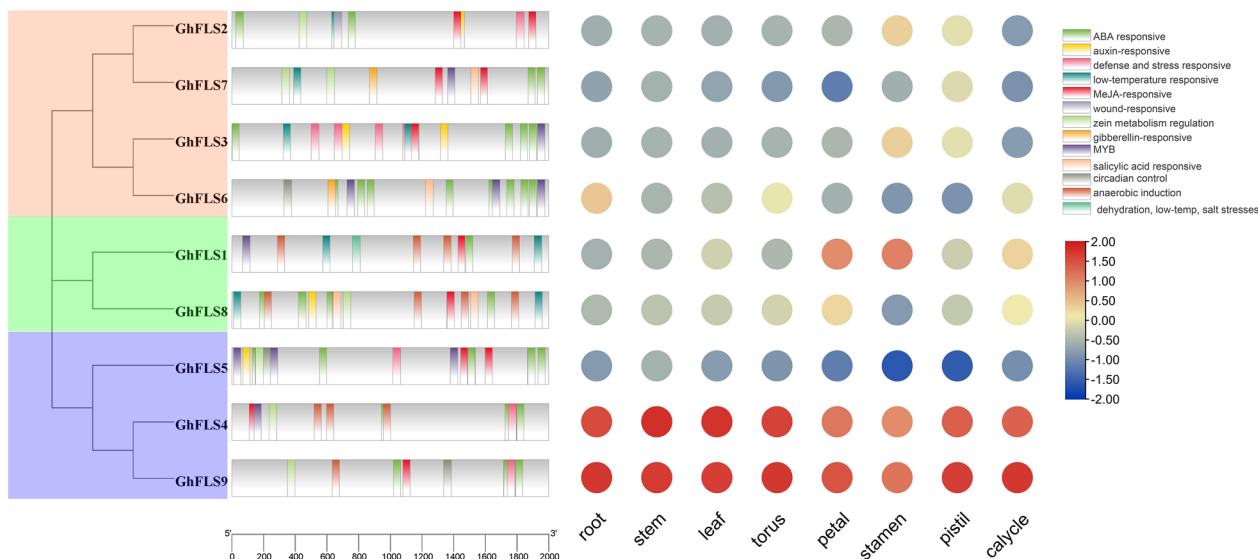 GhFLS2
GhFLS7
GhFLS3
GhFLS6
GhFLS1
GhFLS8
GhFLS5
GhFLS4
GhFLS9
5'
3'
0 200 400 600 800 1000 1200 1400 1600 1800 2000
root stem leaf torus petal stamen pistil calycle
ABA responsive
auxin-responsive
defense and stress responsive
low-temperature responsive
MeJA-responsive
wound-responsive
zein metabolism regulation
gibberellin-responsive
MYB
salicylic acid responsive
circadian control
anaerobic induction
dehydration, low-temp, salt stresses
2.00
1.50
1.00
0.50
0.00
-0.50
-1.00
-1.50
-2.00